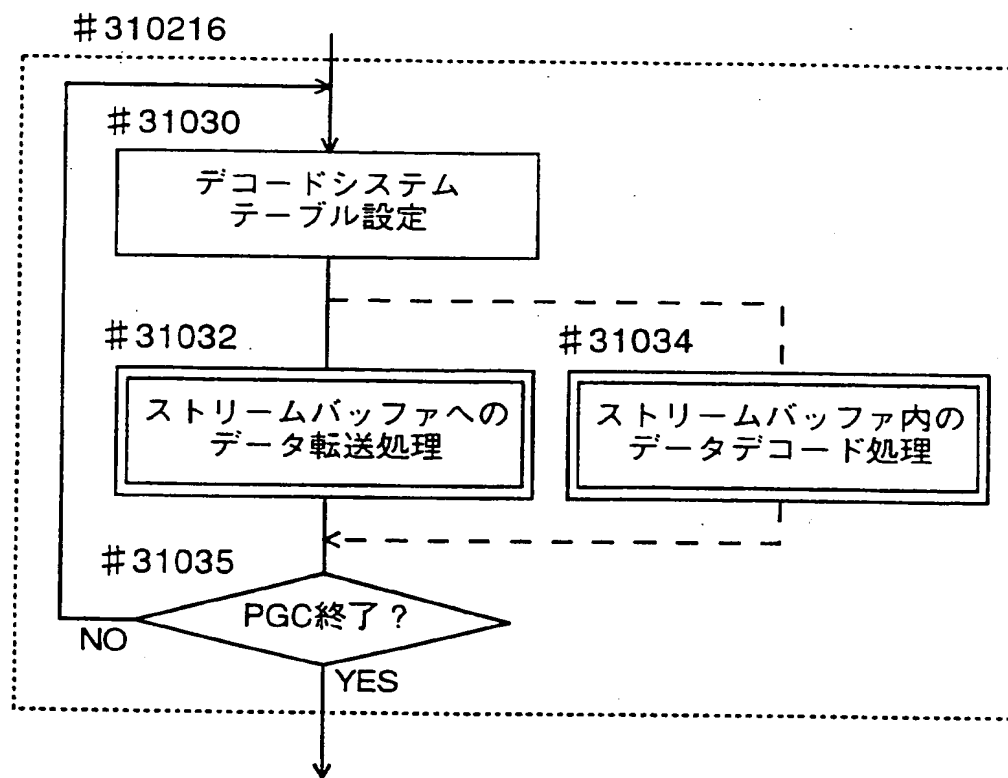 #310216
#31030
デコードシステム
テーブル設定
#31032
ストリームバッファへの
データ転送処理
#31034
ストリームバッファ内の
データデコード処理
#31035
PGC終了?
NO
YES